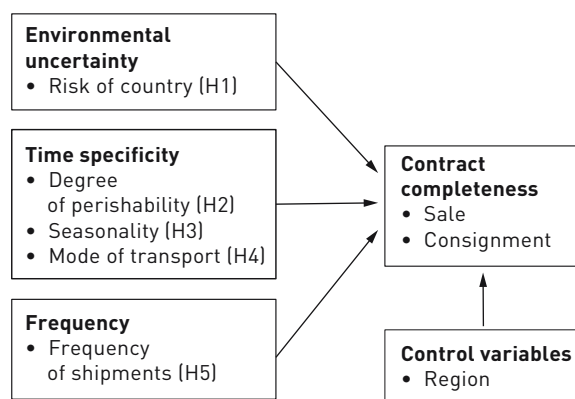 Environmental
uncertainty
• Risk of country (H1)
Time specificity
• Degree
of perishability (H2)
• Seasonality (H3)
• Mode of transport (H4)
Frequency
• Frequency
of shipments (H5)
Contract
completeness
• Sale
• Consignment
Control variables
• Region